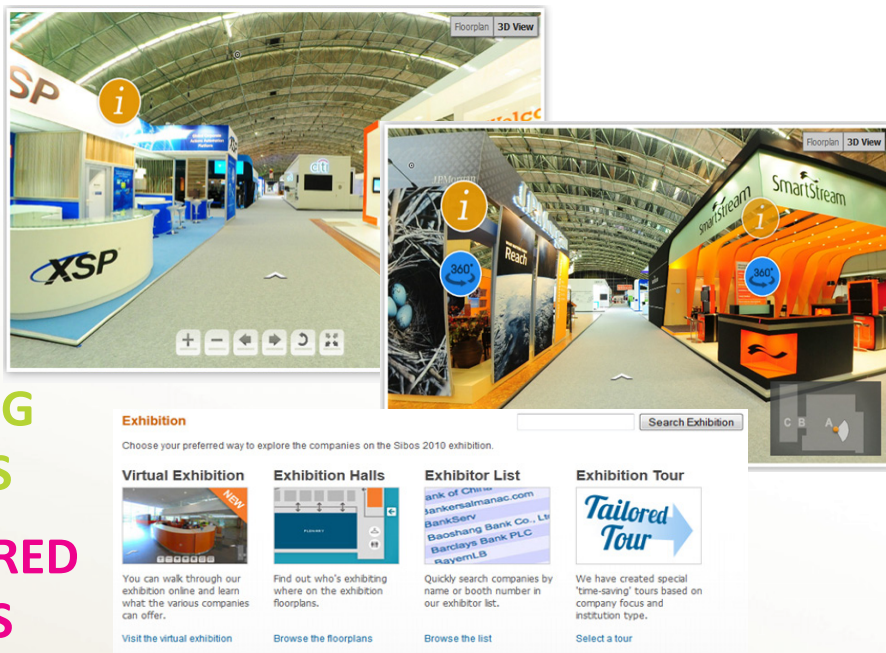 Floorplan 3D View
XSP
XSP
XSP
citi
Floorplan 3D View
JPMorgan
Reach
SmartStream
SmartStream
i
i
i
360°
360°
C B A
G
S
RED
S
Exhibition
Search Exhibition
Choose your preferred way to explore the companies on the Sibos 2010 exhibition.
Virtual Exhibition
NEW
You can walk through our
exhibition online and learn
what the various companies
can offer.
Visit the virtual exhibition
Exhibition Halls
Find out who's exhibiting
where on the exhibition
floorplans.
Browse the floorplans
Exhibitor List
ank of China
bankersalmanac.com
BankServ
Baoshang Bank Co., Lt
Barclays Bank PLC
BayernLB
Quickly search companies by
name or booth number in
our exhibitor list.
Browse the list
Exhibition Tour
Tailored
Tour
We have created special
'time-saving' tours based on
company focus and
institution type.
Select a tour